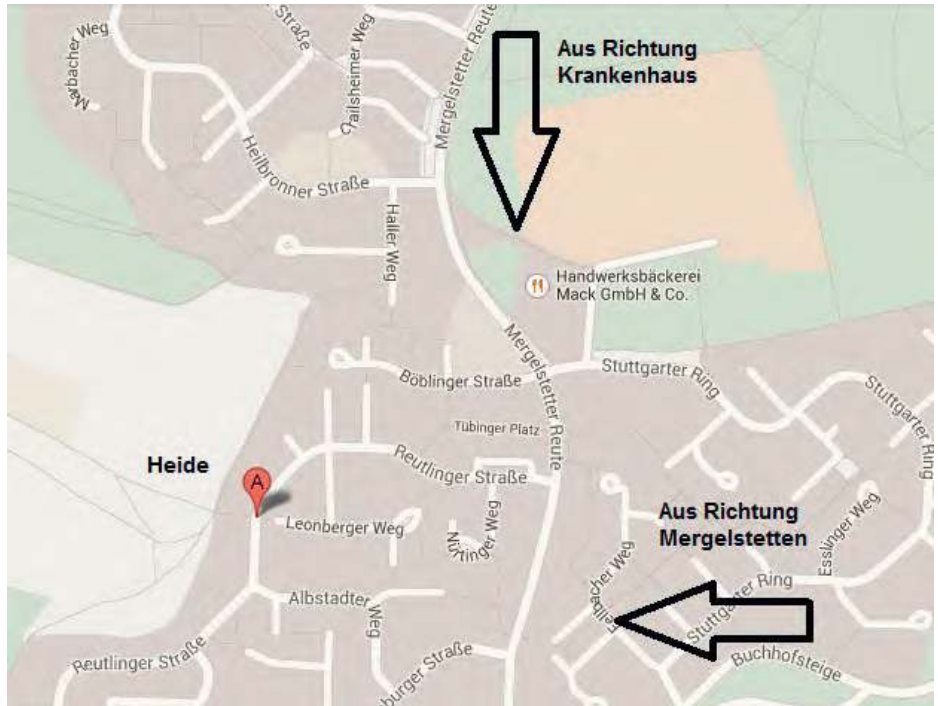 Marbacher Weg
Straße
Crailsheimer Weg
Mergelstetter Reute
Aus Richtung
Krankenhaus
Heilbronner Straße
Haller Weg
Handwerksbäckerei
Mack GmbH & Co.
Mergelstetter Reute
Böblinger Straße
Stuttgarter Ring
Stuttgarter Ring
Tübinger Platz
Heide
A
Reutlinger Straße
Leonberger Weg
Nürtinger Weg
Aus Richtung
Mergelstetten
Esslinger Weg
Fellbacher Weg
Stuttgarter Ring
Albstadter Weg
Reutlinger Straße
burger Straße
Buchhofsteige